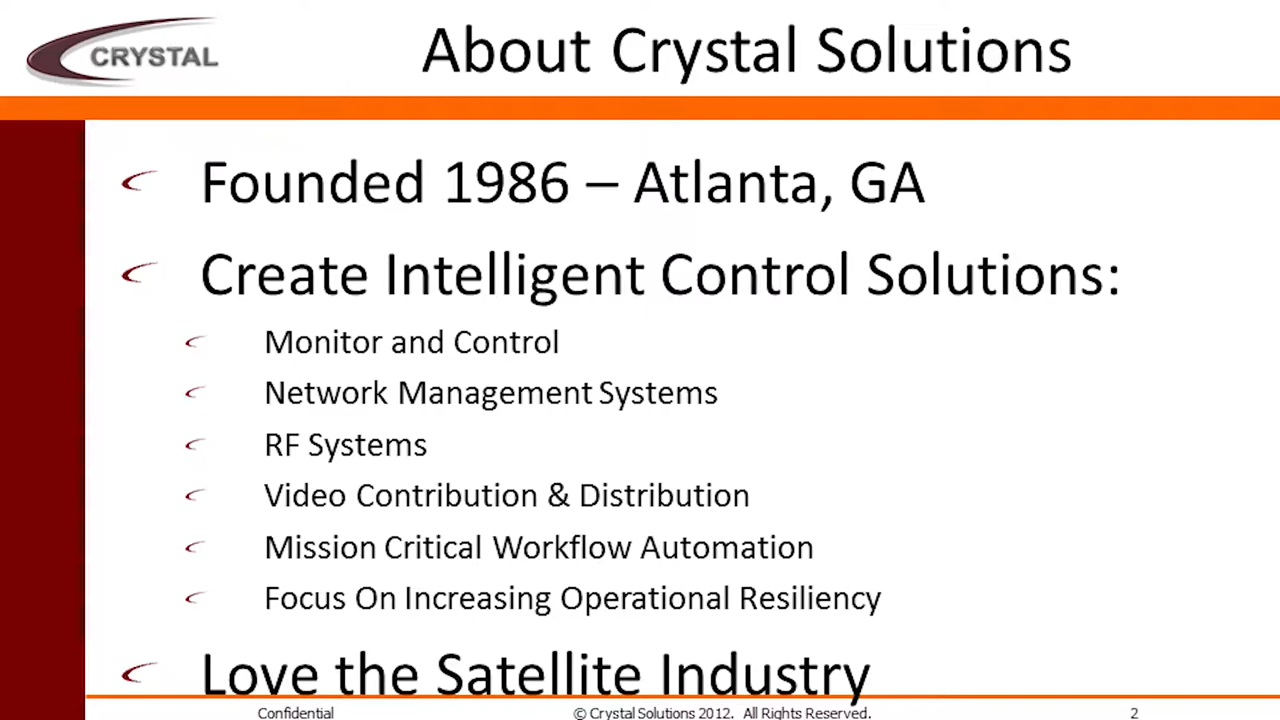 CRYSTAL
About Crystal Solutions
Founded 1986 – Atlanta, GA
Create Intelligent Control Solutions:
Monitor and Control
Network Management Systems
RF Systems
Video Contribution & Distribution
Mission Critical Workflow Automation
Focus On Increasing Operational Resiliency
Love the Satellite Industry
Confidential © Crystal Solutions 2012. All Rights Reserved. 2